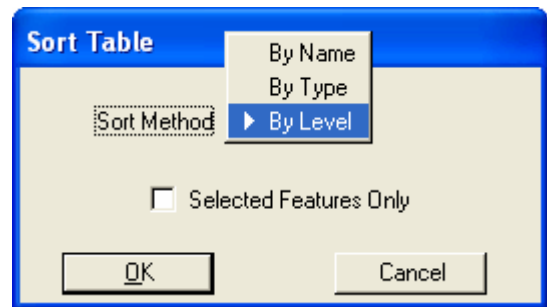 Sort Table
By Name
By Type
Sort Method By Level
Selected Features Only
OK Cancel